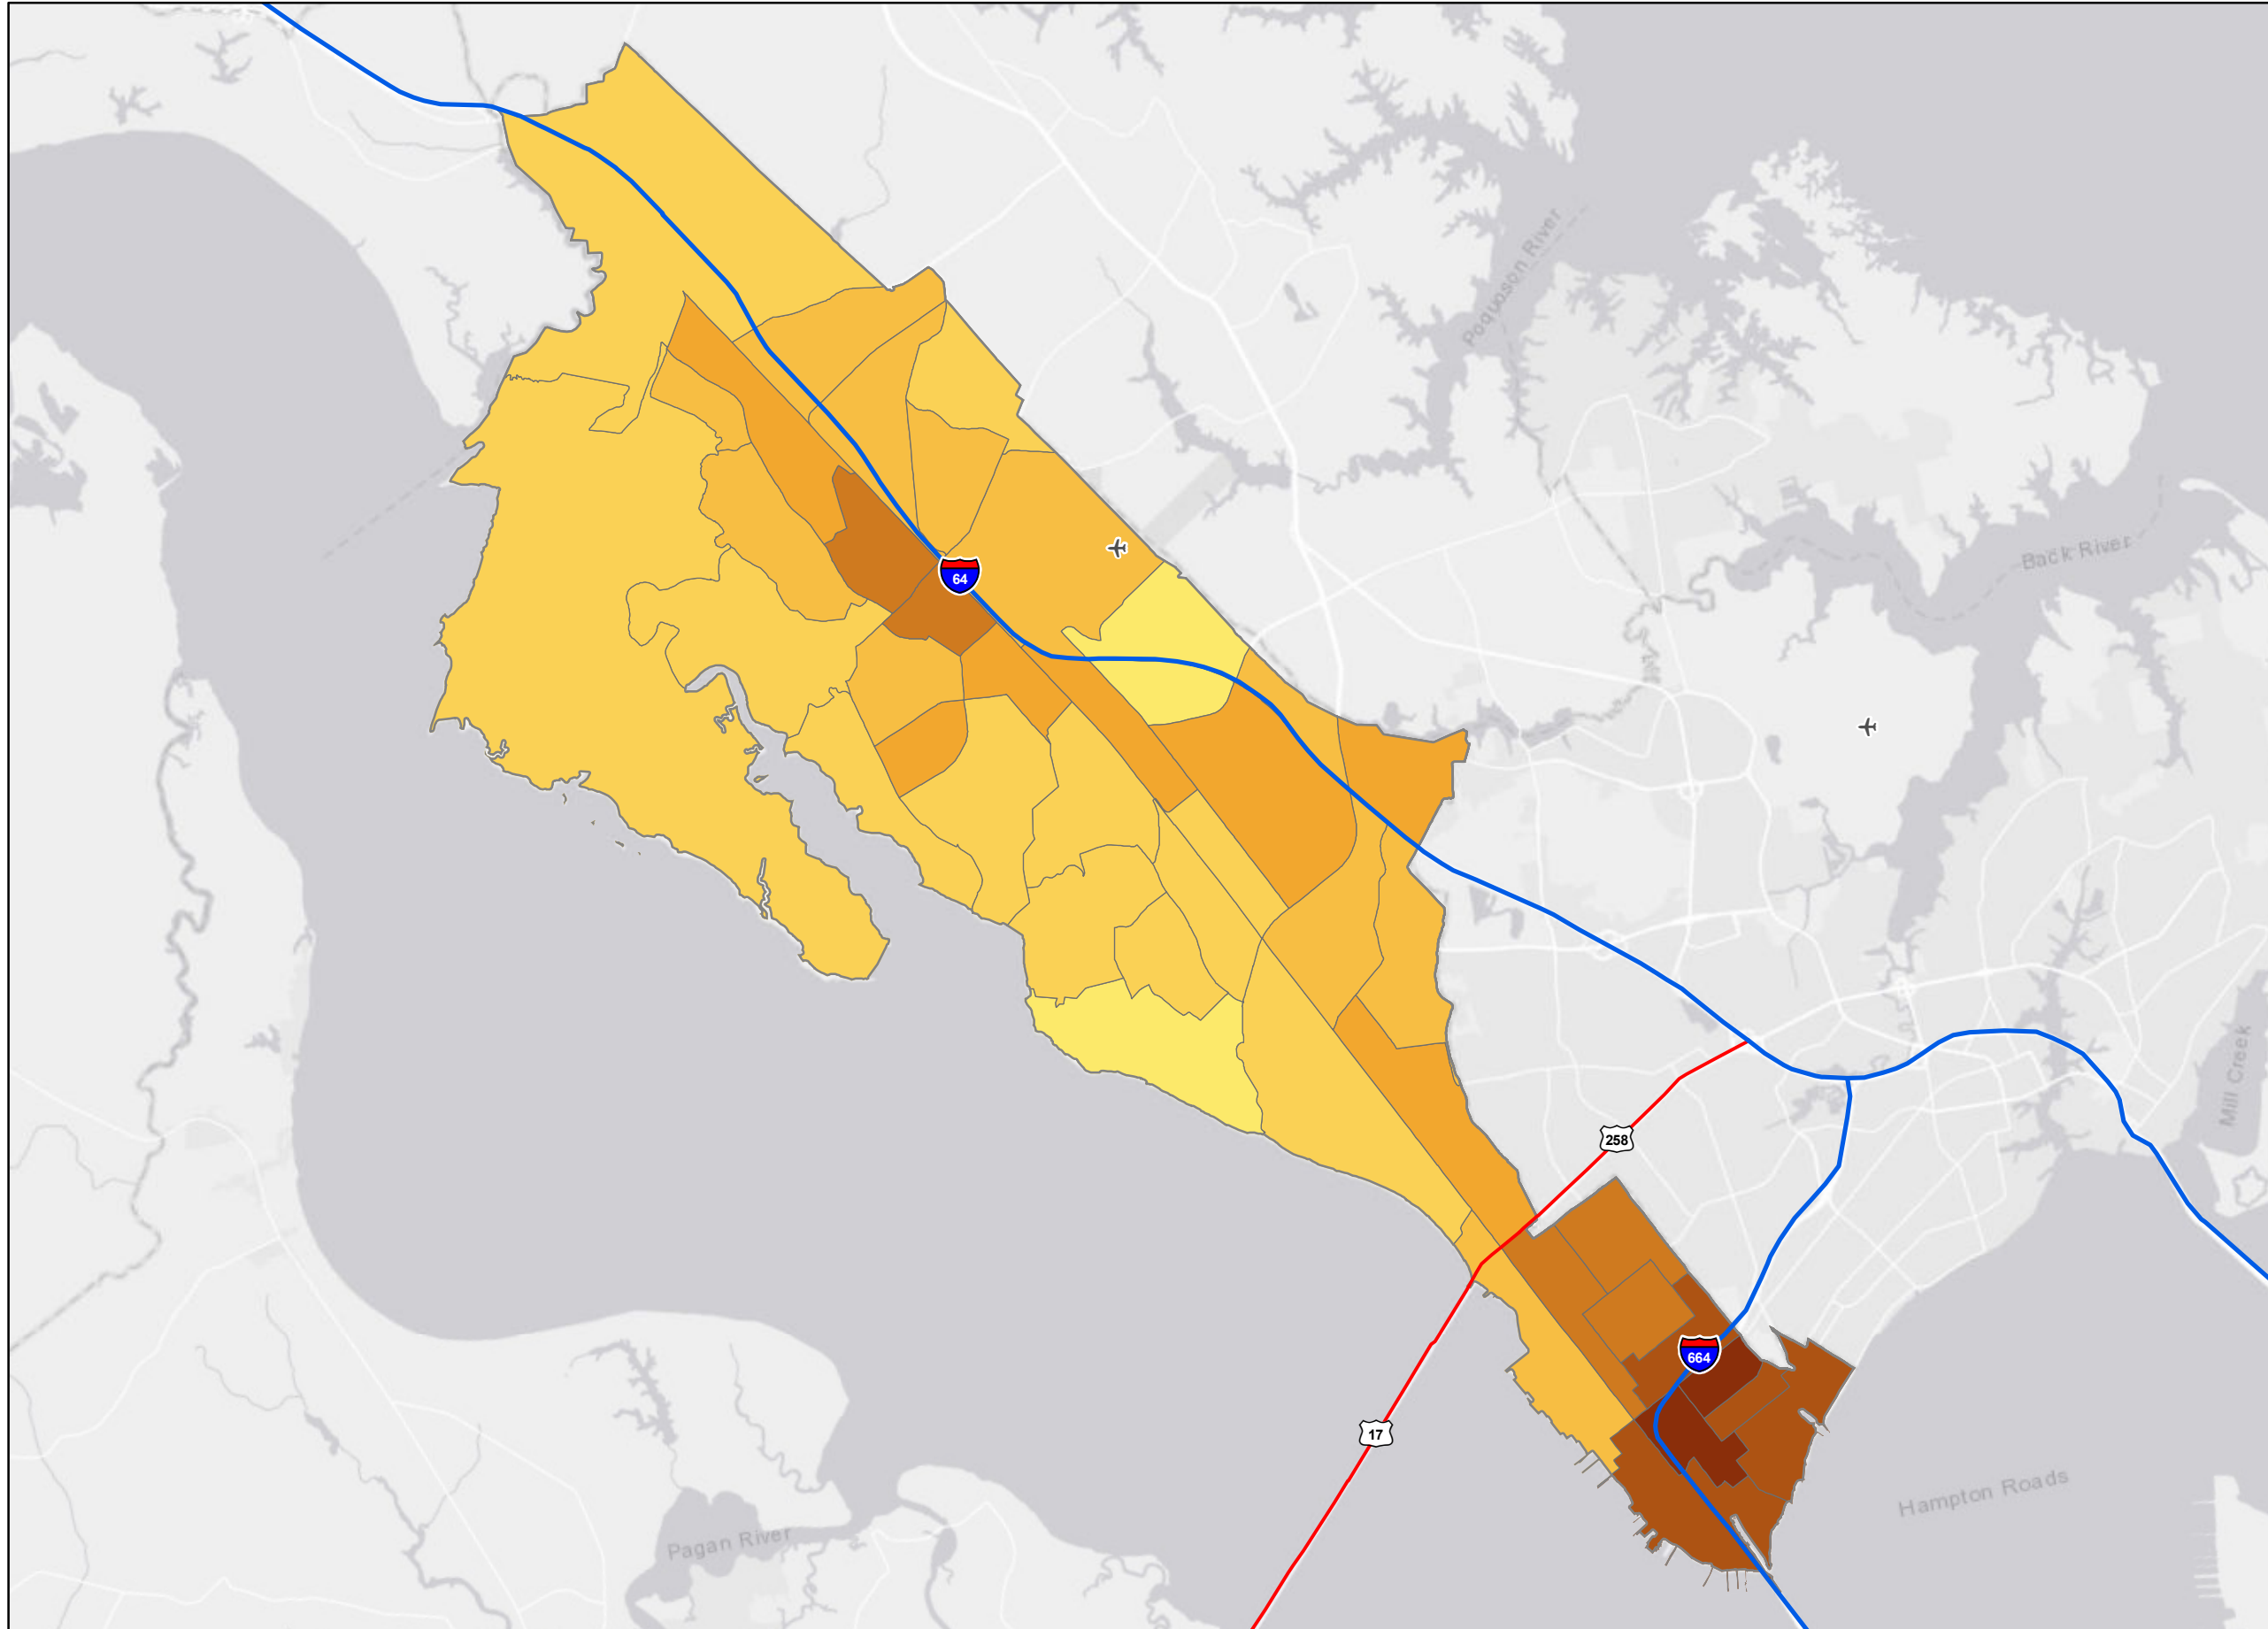 Poquoson River
Back River
64
Mill Creek
258
664
17
Hampton Roads
Pagan River